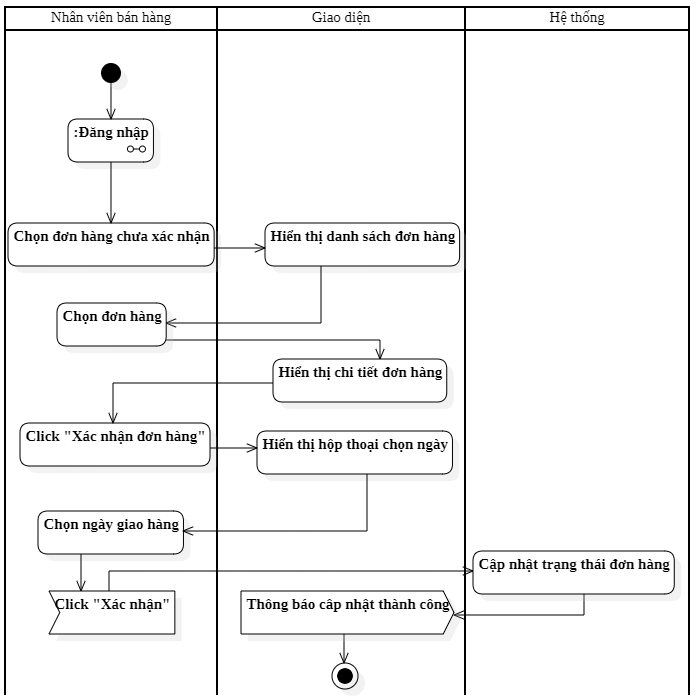 Nhân viên bán hàng
Giao diện
Hệ thống
:Đăng nhập
Chọn đơn hàng chưa xác nhận
Hiển thị danh sách đơn hàng
Chọn đơn hàng
Hiển thị chi tiết đơn hàng
Click "Xác nhận đơn hàng"
Hiển thị hộp thoại chọn ngày
Chọn ngày giao hàng
Cập nhật trạng thái đơn hàng
Click "Xác nhận"
Thông báo câp nhật thành công